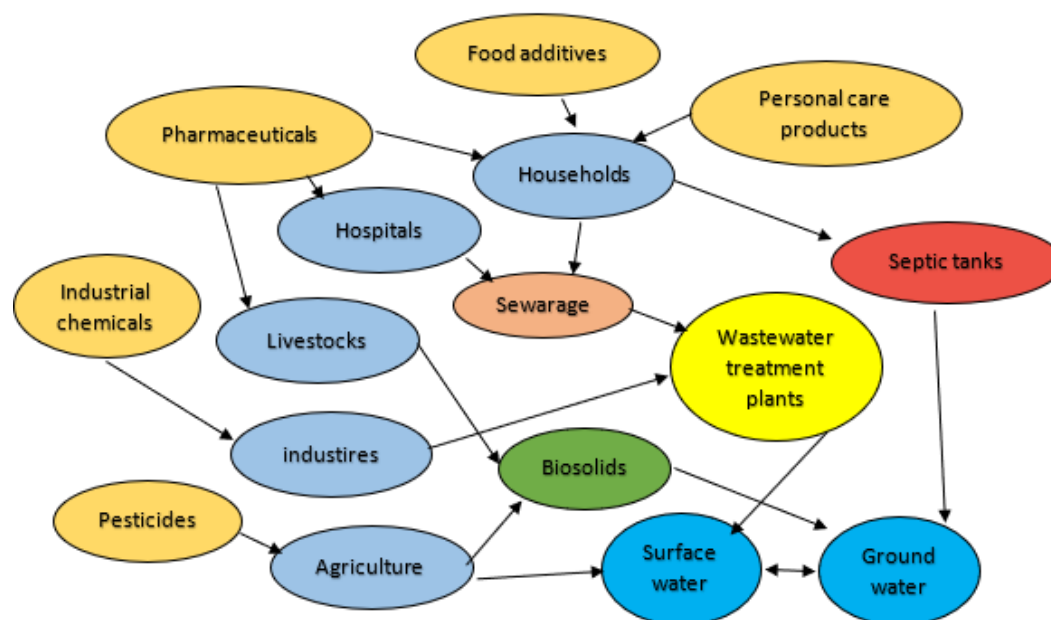 Food additives
Personal care
products
Pharmaceuticals
Households
Hospitals
Septic tanks
Industrial
chemicals
Sewarage
Livestocks
Wastewater
treatment
plants
industires
Biosolids
Pesticides
Agriculture
Surface
water
Ground
water